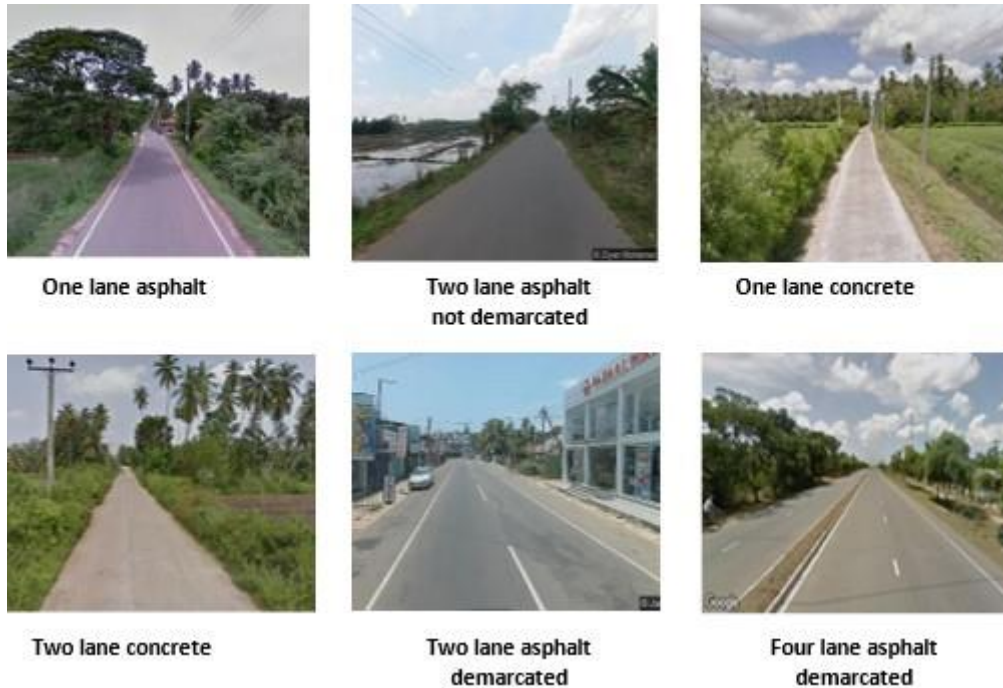 One lane asphalt
Two lane asphalt
not demarcated
One lane concrete
Two lane concrete
Two lane asphalt
demarcated
Google
Four lane asphalt
demarcated